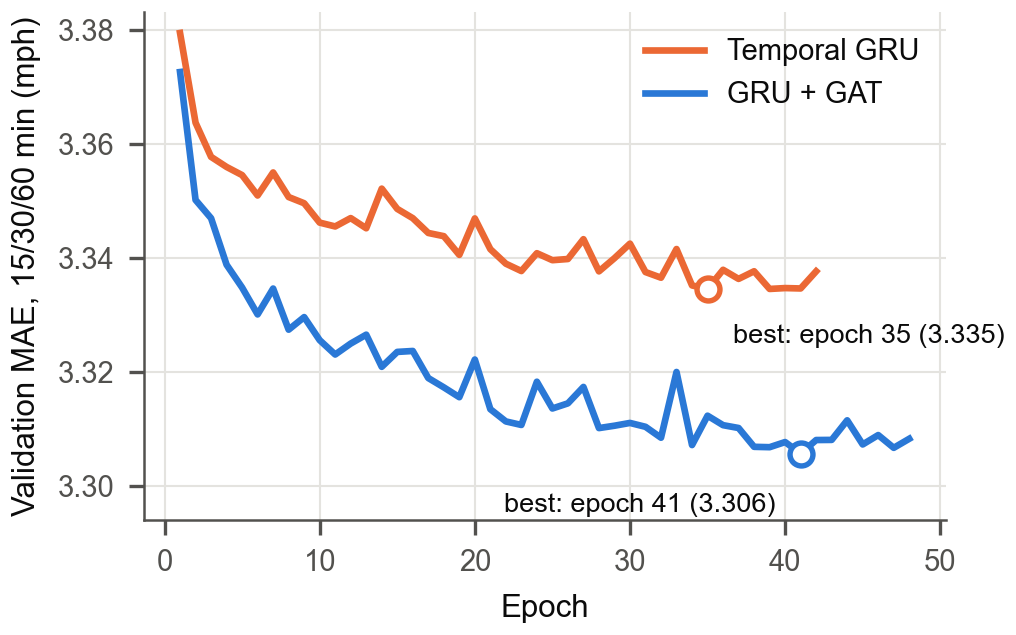 Validation MAE, 15/30/60 min (mph)
3.38
3.36
3.34
3.32
3.30
Temporal GRU
GRU + GAT
best: epoch 35 (3.335)
best: epoch 41 (3.306)
0 10 20 30 40 50
Epoch